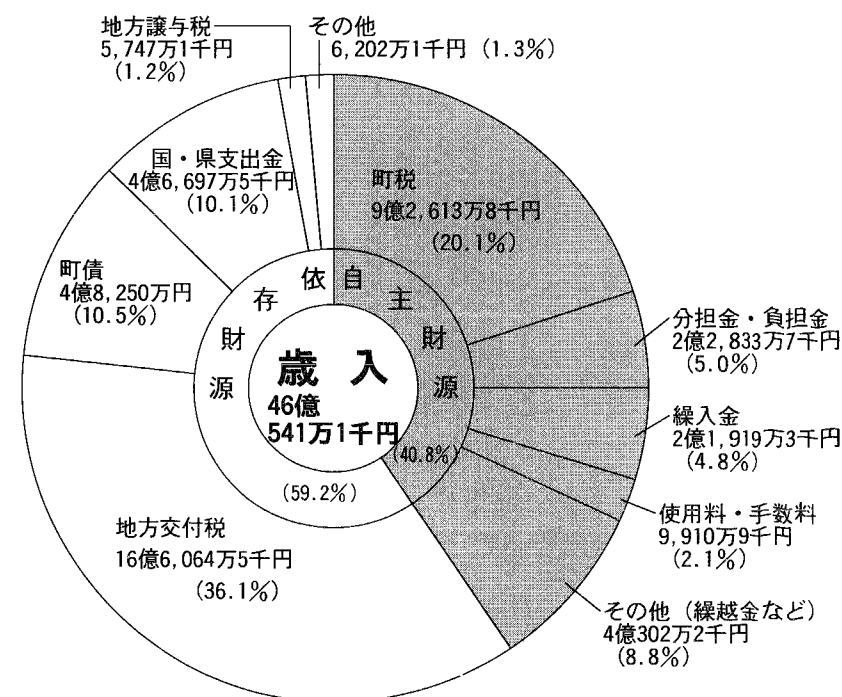 地方譲与税
5,747万1千円
(1.2%)
その他
6,202万1千円 (1.3%)
国・県支出金
4億6,697万5千円
(10.1%)
町税
9億2,613万8千円
(20.1%)
町債
4億8,250万円
(10.5%)
依存財源
自主財源
分担金・負担金
2億2,833万7千円
(5.0%)
歳入
46億
541万1千円
(40.8%)
(59.2%)
繰入金
2億1,919万3千円
(4.8%)
使用料・手数料
9,910万9千円
(2.1%)
地方交付税
16億6,064万5千円
(36.1%)
その他(繰越金など)
4億302万2千円
(8.8%)